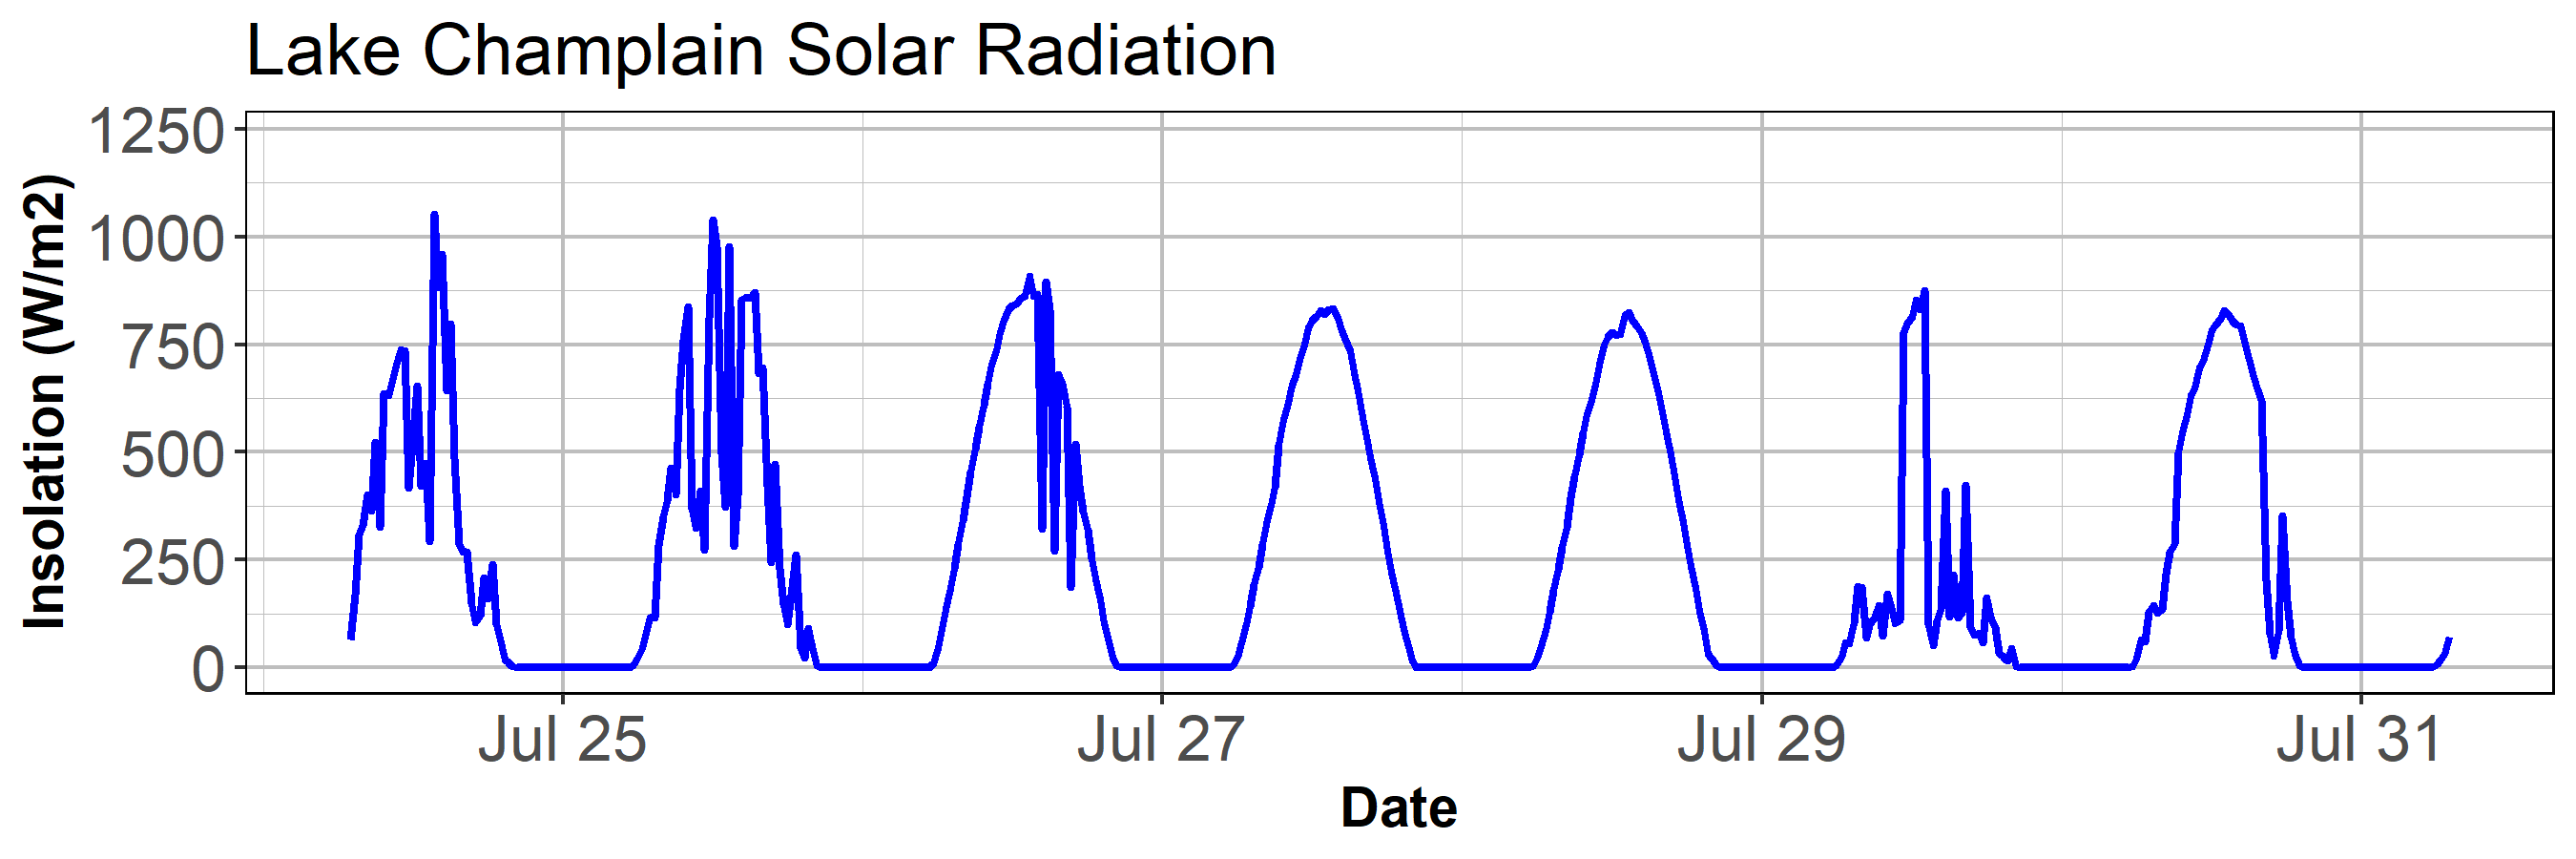 Lake Champlain Solar Radiation
1250
1000
750
500
250
0
Insolation (W/m2)
Jul 25 Jul 27 Jul 29 Jul 31
Date